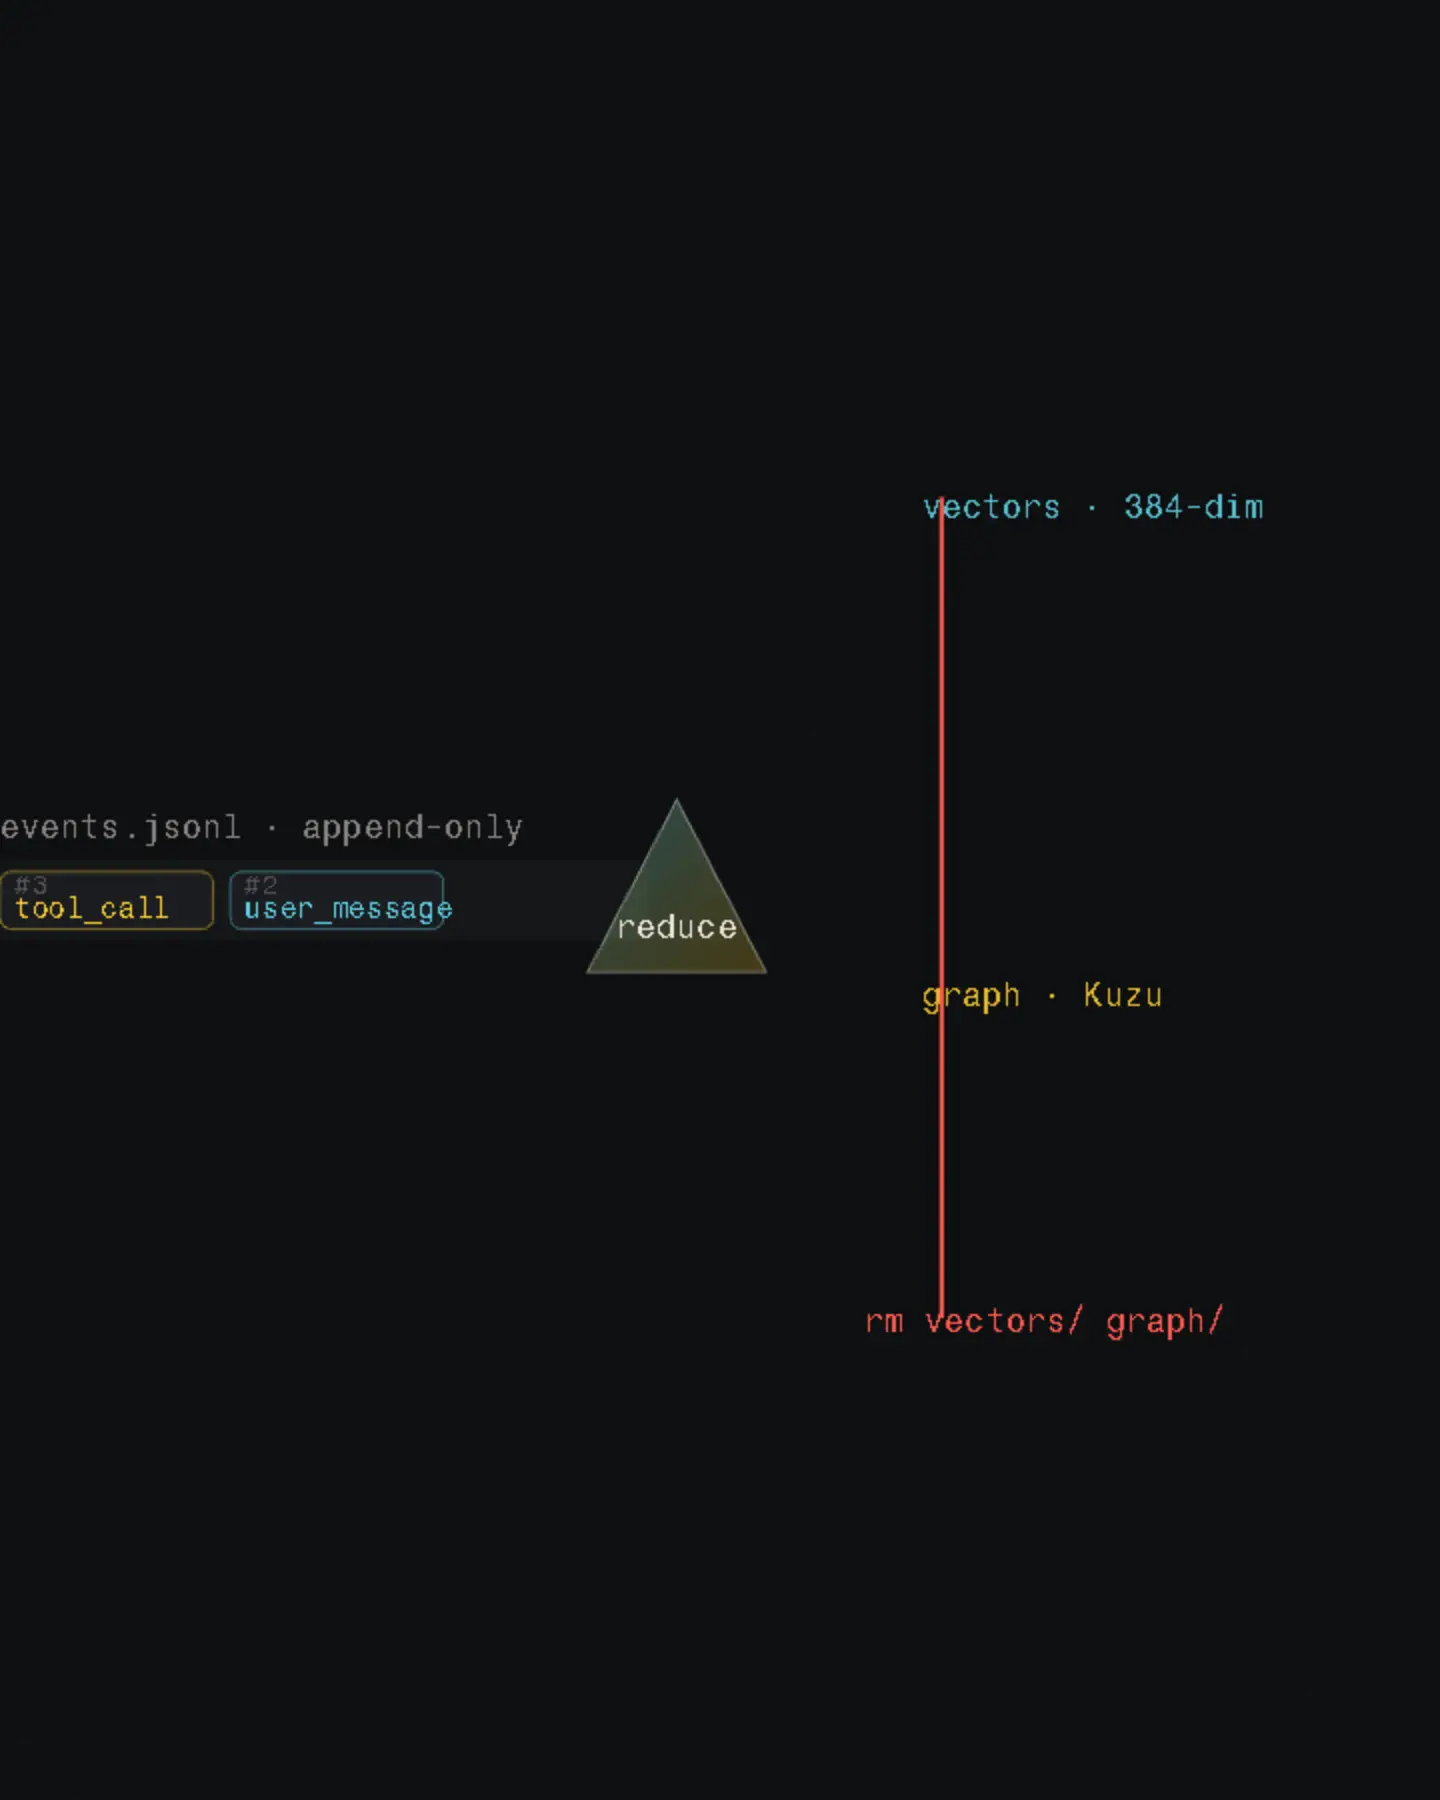 vectors · 384-dim
events.jsonl · append-only
#3
tool_call
#2
user_message
reduce
graph · Kuzu
rm vectors/ graph/